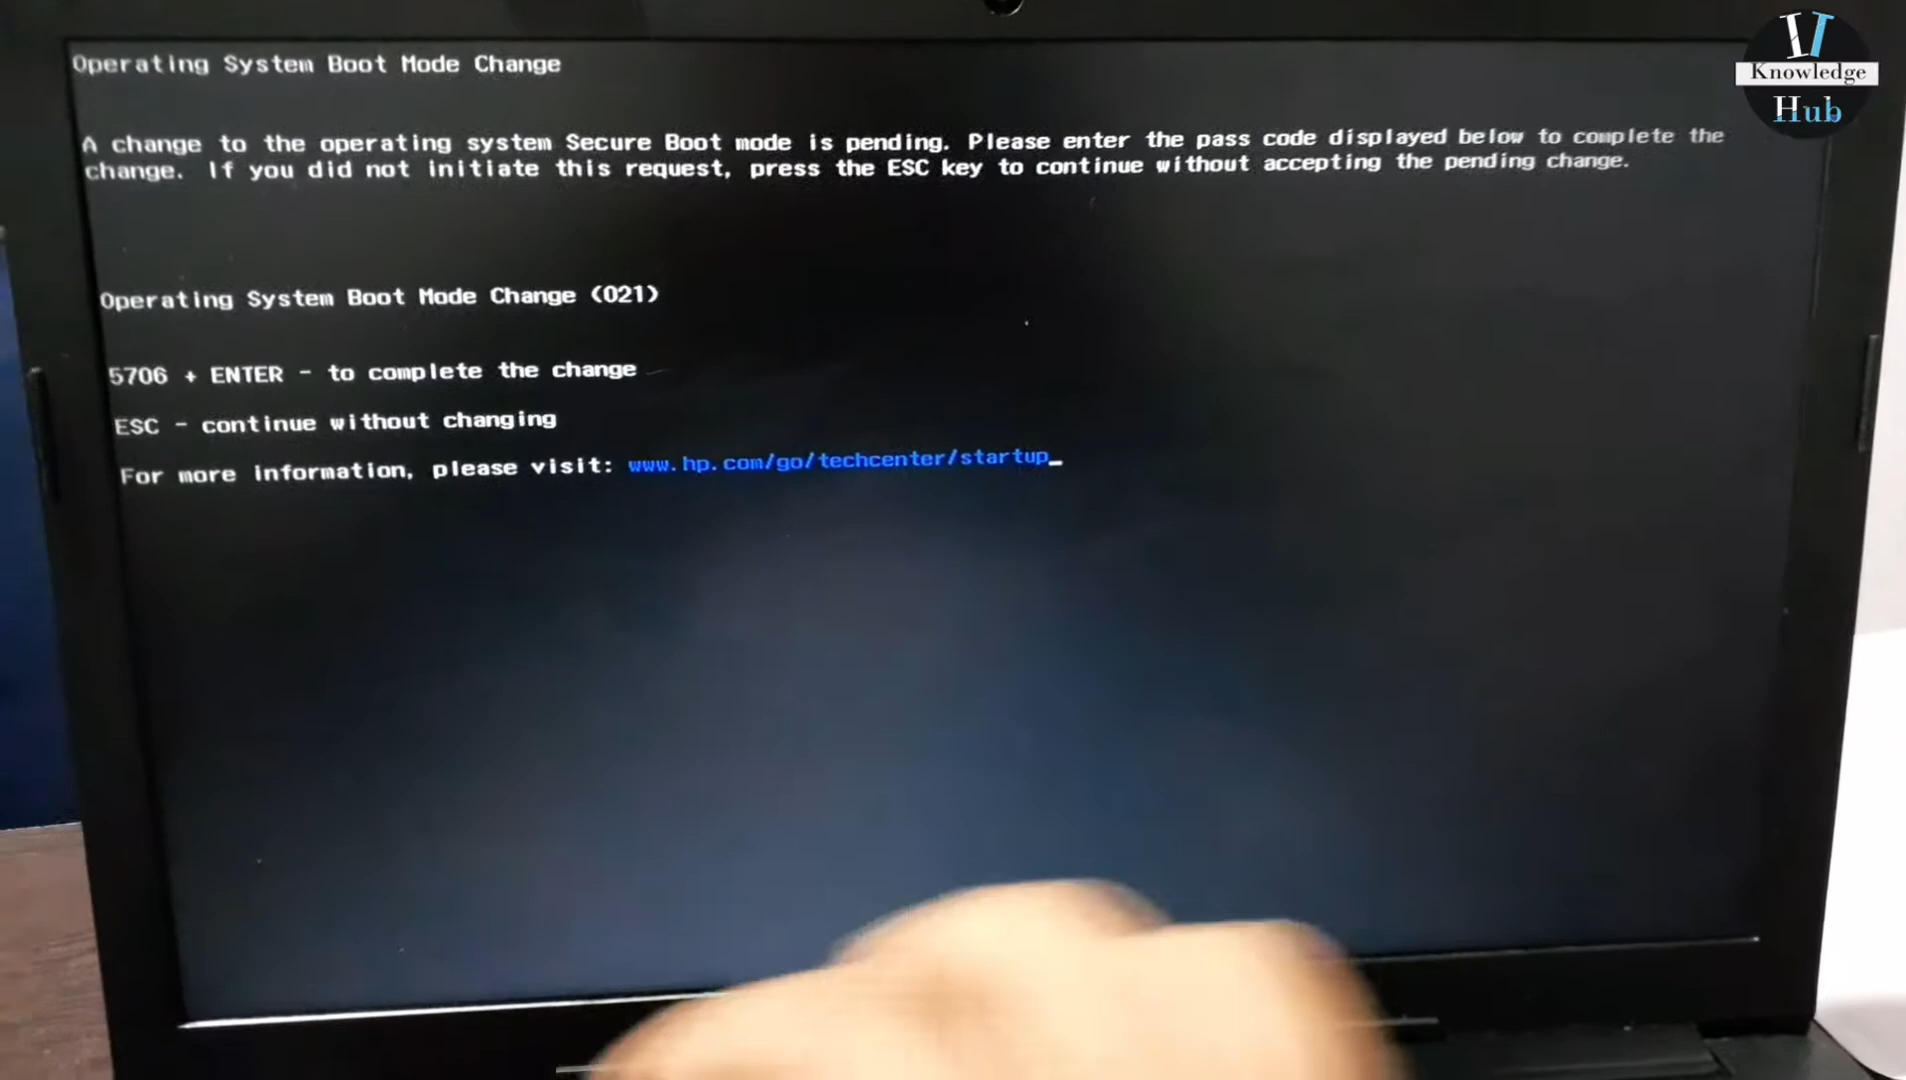 Operating System Boot Mode Change
A change to the operating system Secure Boot mode is pending. Please enter the pass code displayed below to complete the
change. If you did not initiate this request, press the ESC key to continue without accepting the pending change.
Operating System Boot Mode Change (021)
5706 + ENTER - to complete the change
ESC - continue without changing
For more information, please visit: www.hp.com/go/techcenter/startup_
IT
Knowledge
Hub